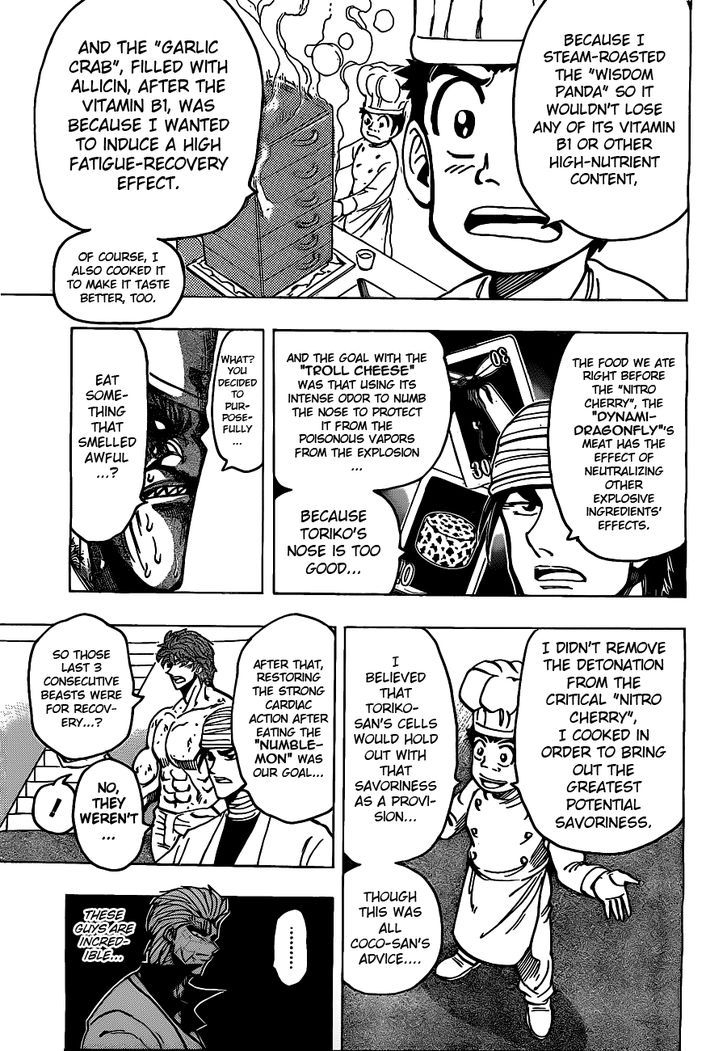 BECAUSE I
STEAM-ROASTED
THE "WISDOM
PANDA" SO IT
WOULDN'T LOSE
ANY OF ITS VITAMIN
B1 OR OTHER
HIGH-NUTRIENT
CONTENT,
AND THE "GARLIC
CRAB", FILLED WITH
ALLICIN, AFTER THE
VITAMIN B1, WAS
BECAUSE I WANTED
TO INDUCE A HIGH
FATIGUE-RECOVERY
EFFECT.
OF COURSE, I
ALSO COOKED IT
TO MAKE IT TASTE
BETTER, TOO.
THE FOOD WE ATE
RIGHT BEFORE
THE "NITRO
CHERRY", THE
"DYNAMI-
DRAGONFLY"'S
MEAT HAS THE
EFFECT OF
NEUTRALIZING
OTHER
EXPLOSIVE
INGREDIENTS'
EFFECTS.
30
30
10
AND THE GOAL WITH THE
"TROLL CHEESE"
WAS THAT USING ITS
INTENSE ODOR TO NUMB
THE NOSE TO PROTECT
IT FROM THE
POISONOUS VAPORS
FROM THE EXPLOSION
...
BECAUSE
TORIKO'S
NOSE IS TOO
GOOD...
WHAT?
YOU
DECIDED
TO
PUR-
POSE-
FULLY
...
EAT
SOME-
THING
THAT
SMELLED
AWFUL
...?
I DIDN'T REMOVE
THE DETONATION
FROM THE
CRITICAL "NITRO
CHERRY",
I COOKED IN
ORDER TO BRING
OUT THE
GREATEST
POTENTIAL
SAVORINESS.
I
BELIEVED
THAT
TORIKO-
SAN'S CELLS
WOULD HOLD
OUT WITH
THAT
SAVORINESS
AS A PROVI-
SION...
THOUGH
THIS WAS
ALL
COCO-SAN'S
ADVICE....
AFTER THAT,
RESTORING
THE STRONG
CARDIAC
ACTION AFTER
EATING THE
"NUMBLE-
MON" WAS
OUR GOAL...
SO THOSE
LAST 3
CONSECUTIVE
BEASTS WERE
FOR RECOV-
ERY...?
!
NO,
THEY
WEREN'T
...
........
THESE
GUYS ARE
INCRED-
IBLE...